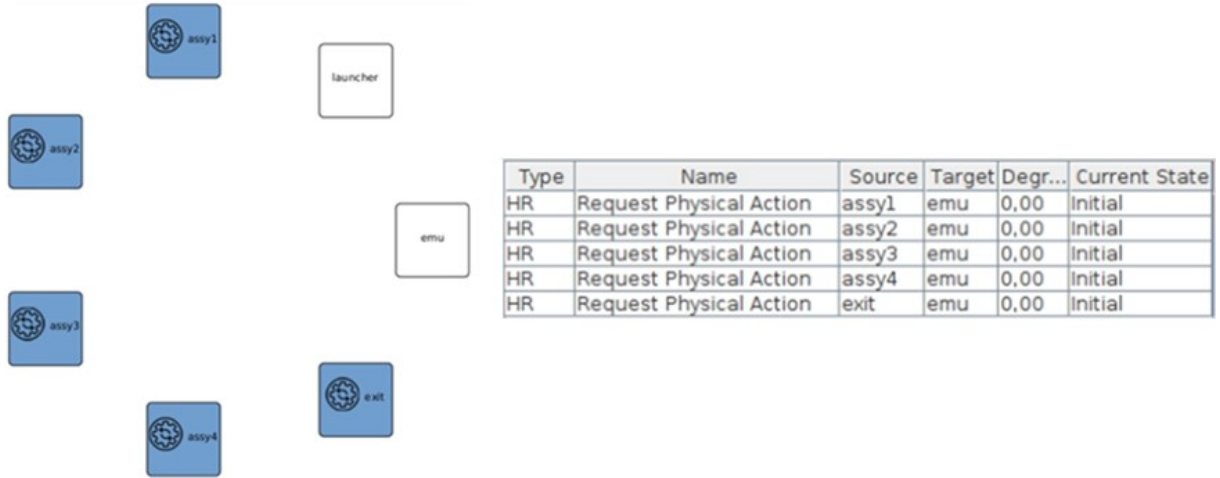 assy1
launcher
assy2
emu
assy3
exit
assy4
Type Name Source Target Degr... Current State
HR Request Physical Action assy1 emu 0,00 Initial
HR Request Physical Action assy2 emu 0,00 Initial
HR Request Physical Action assy3 emu 0,00 Initial
HR Request Physical Action assy4 emu 0,00 Initial
HR Request Physical Action exit emu 0,00 Initial